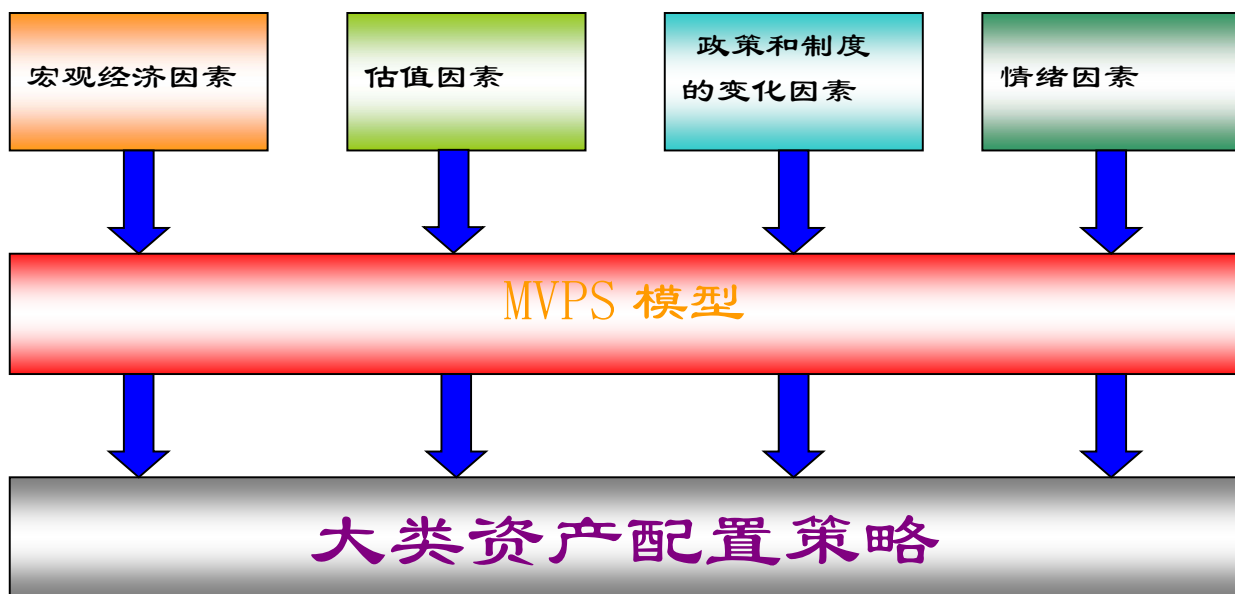 宏观经济因素
估值因素
政策和制度
的变化因素
情绪因素
MVPS 模型
大类资产配置策略